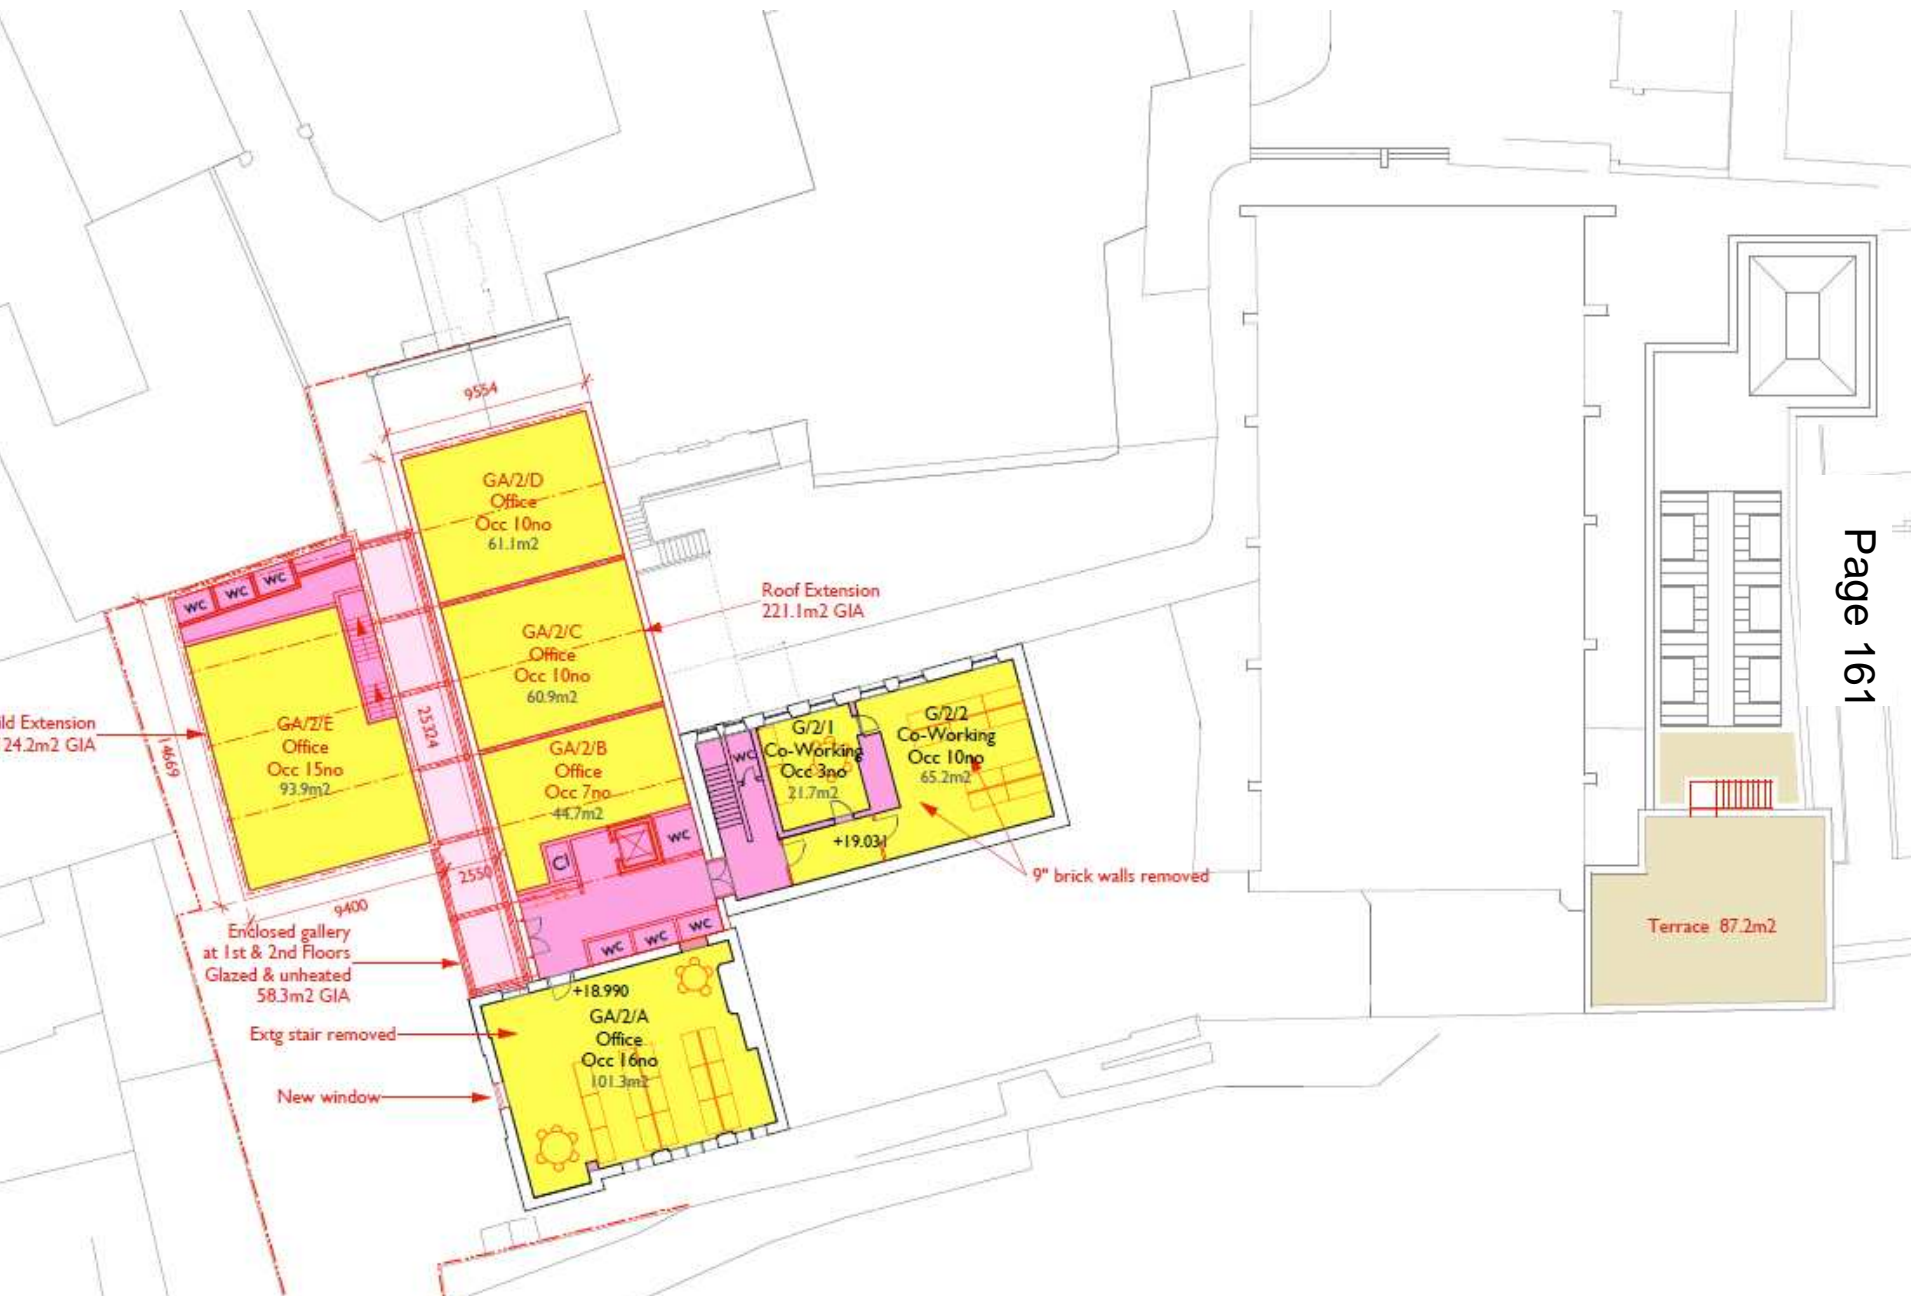 9554
GA/2/D
Office
Occ 10no
61.1m2
Roof Extension
221.1m2 GIA
WC
WC
WC
GA/2/C
Office
Occ 10no
60.9m2
ild Extension
24.2m2 GIA
14669
GA/2/E
Office
Occ 15no
93.9m2
25324
GA/2/B
Office
Occ 7no
44.7m2
WC
G/2/1
Co-Working
Occ 3no
21.7m2
G/2/2
Co-Working
Occ 10no
65.2m2
+19.031
9" brick walls removed
WC
Cl
2550
9400
WC
WC
WC
Enclosed gallery
at 1st & 2nd Floors
Glazed & unheated
58.3m2 GIA
+18.990
GA/2/A
Office
Occ 16no
101.3m2
Extg stair removed
New window
Terrace 87.2m2
Page 161